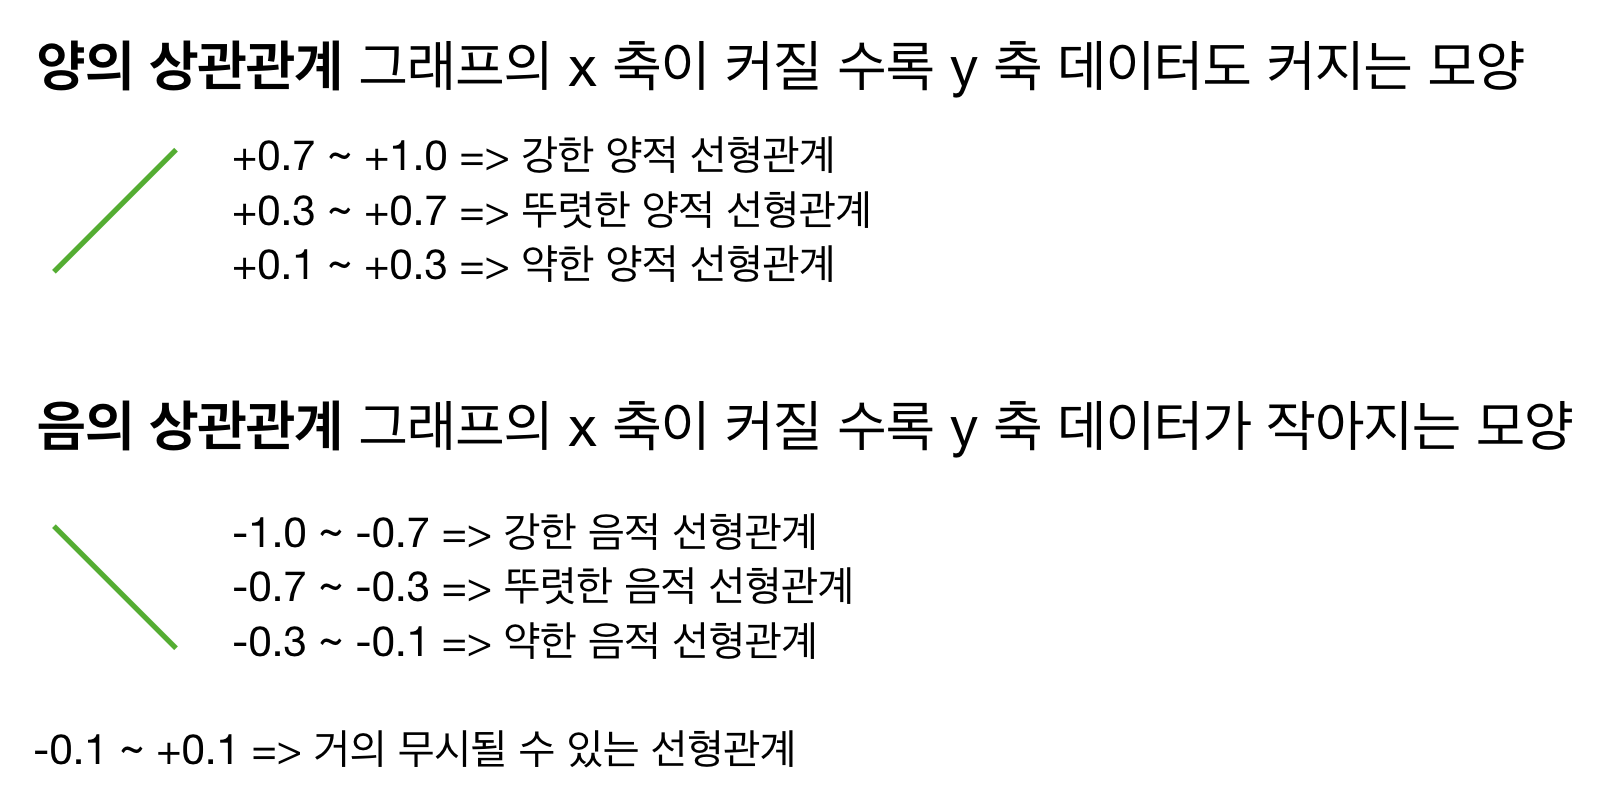 양의 상관관계 그래프의 x 축이 커질 수록 y 축 데이터도 커지는 모양
+0.7 ~ +1.0 => 강한 양적 선형관계
+0.3 ~ +0.7 => 뚜렷한 양적 선형관계
+0.1 ~ +0.3 => 약한 양적 선형관계
음의 상관관계 그래프의 x 축이 커질 수록 y 축 데이터가 작아지는 모양
-1.0 ~ -0.7 => 강한 음적 선형관계
-0.7 ~ -0.3 => 뚜렷한 음적 선형관계
-0.3 ~ -0.1 => 약한 음적 선형관계
-0.1 ~ +0.1 => 거의 무시될 수 있는 선형관계